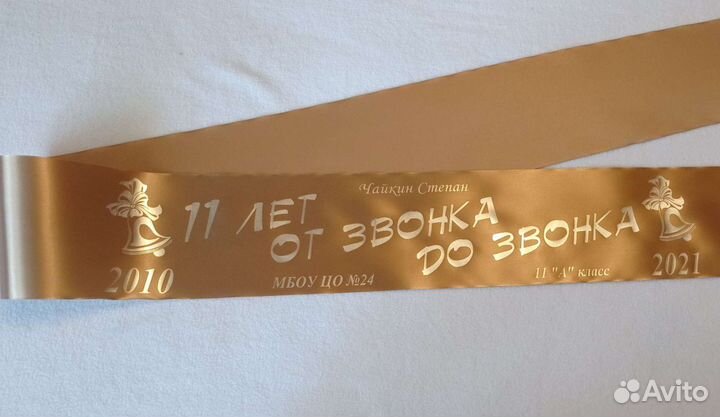 Чайкин Степан
11 ЛЕТ
ОТ ЗВОНКА
ДО ЗВОНКА
2010
МБОУ ЦО №24
11 "А" класс
2021
Avito